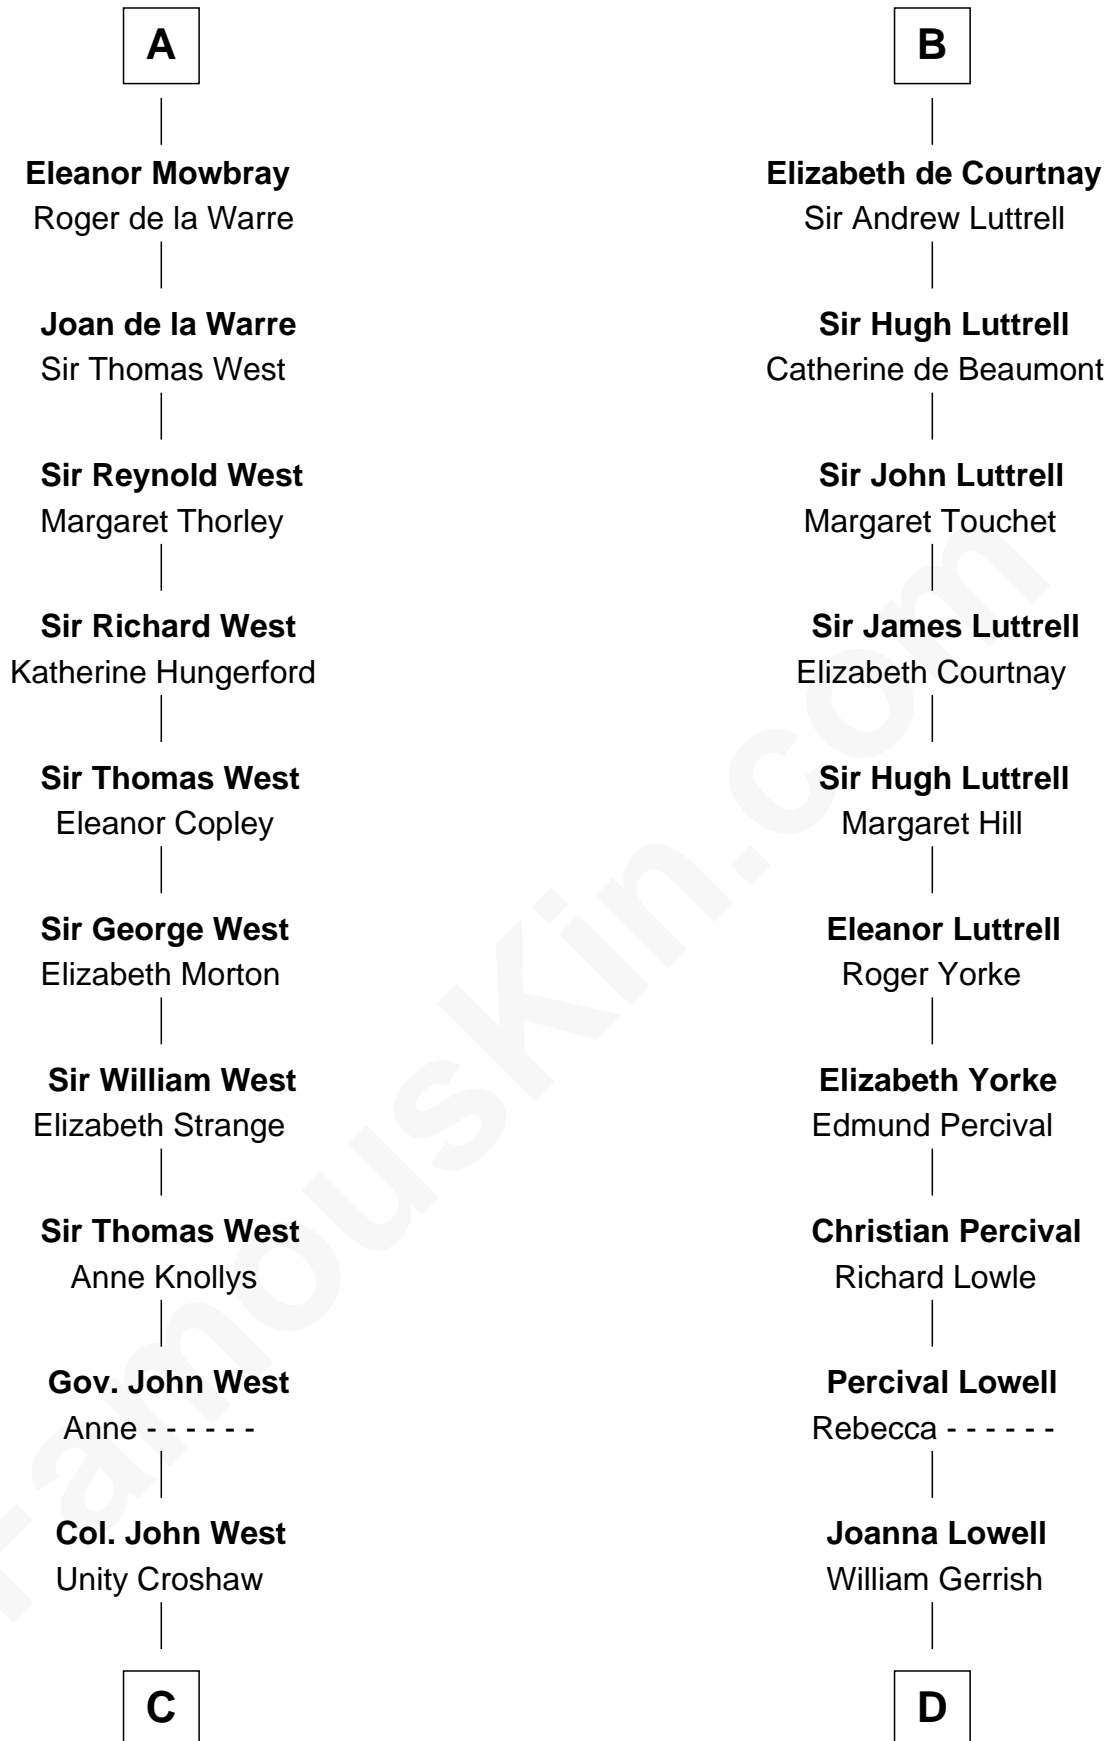 A
Eleanor Mowbray
Roger de la Warre
Joan de la Warre
Sir Thomas West
Sir Reynold West
Margaret Thorley
Sir Richard West
Katherine Hungerford
Sir Thomas West
Eleanor Copley
Sir George West
Elizabeth Morton
Sir William West
Elizabeth Strange
Sir Thomas West
Anne Knollys
Gov. John West
Anne - - - - - -
Col. John West
Unity Croshaw
C
B
Elizabeth de Courtnay
Sir Andrew Luttrell
Sir Hugh Luttrell
Catherine de Beaumont
Sir John Luttrell
Margaret Touchet
Sir James Luttrell
Elizabeth Courtnay
Sir Hugh Luttrell
Margaret Hill
Eleanor Luttrell
Roger Yorke
Elizabeth Yorke
Edmund Percival
Christian Percival
Richard Lowle
Percival Lowell
Rebecca - - - - - -
Joanna Lowell
William Gerrish
D
FamousKin.com